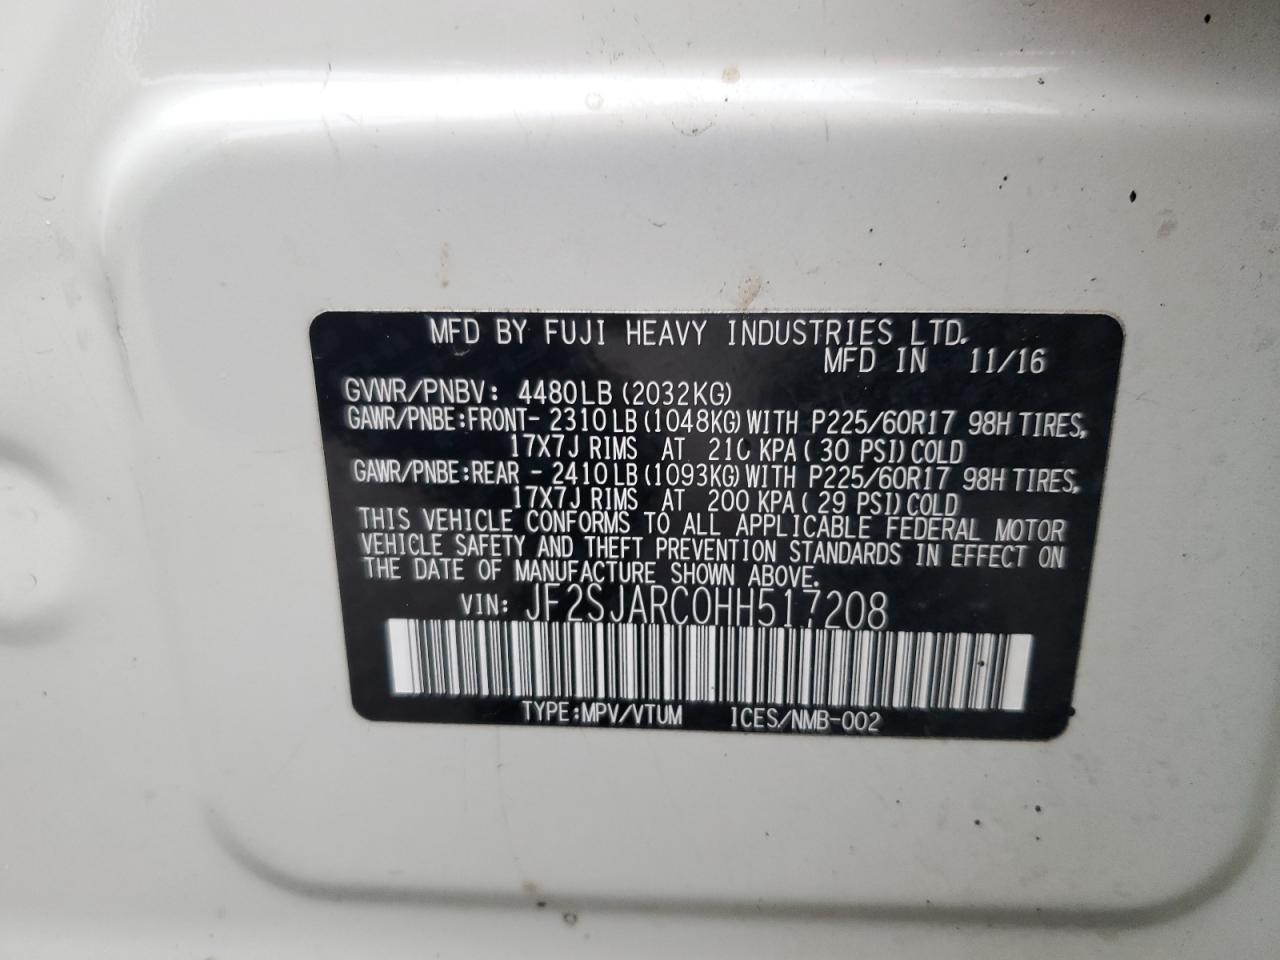 MFD BY FUJI HEAVY INDUSTRIES LTD.
MFD IN 11/16
GVWR/PNBV: 4480LB (2032KG)
GAWR/PNBE:FRONT- 2310LB(1048KG)WITH P225/60R17 98H TIRES,
17X7J RIMS AT 210 KPA(30 PSI)COLD
GAWR/PNBE:REAR - 2410LB(1093KG)WITH P225/60R17 98H TIRES,
17X7J RIMS AT 200 KPA(29 PSI)COLD
THIS VEHICLE CONFORMS TO ALL APPLICABLE FEDERAL MOTOR
VEHICLE SAFETY AND THEFT PREVENTION STANDARDS IN EFFECT ON
THE DATE OF MANUFACTURE SHOWN ABOVE.
VIN: JF2SJARC0HH517208
TYPE:MPV/VTUM ICES/NMB-002